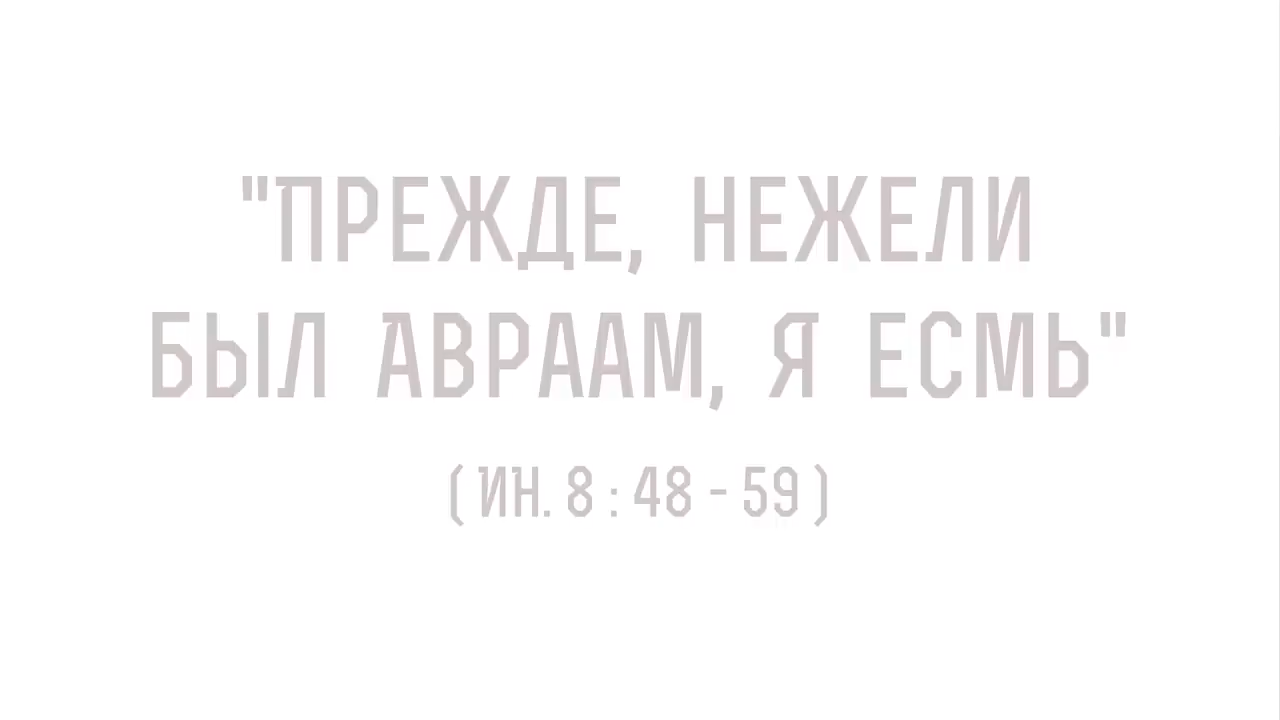 "ПРЕЖДЕ, НЕЖЕЛИ
БЫЛ АВРААМ, Я ЕСМЬ"
(ИН. 8:48-59)